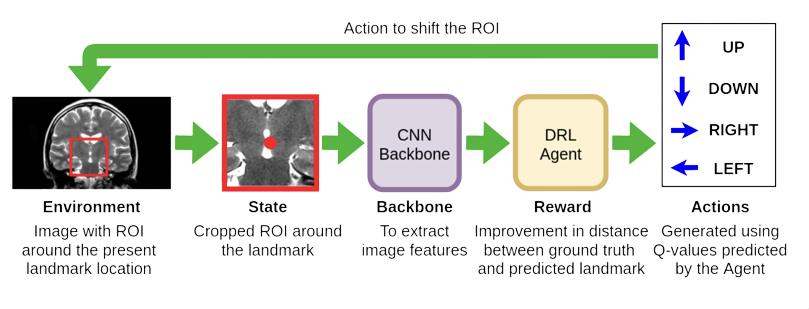 Action to shift the ROI
UP
DOWN
RIGHT
LEFT
CNN
Backbone
DRL
Agent
Environment
Image with ROI
around the present
landmark location
State
Cropped ROI around
the landmark
Backbone
To extract
image features
Reward
Improvement in distance
between ground truth
and predicted landmark
Actions
Generated using
Q-values predicted
by the Agent